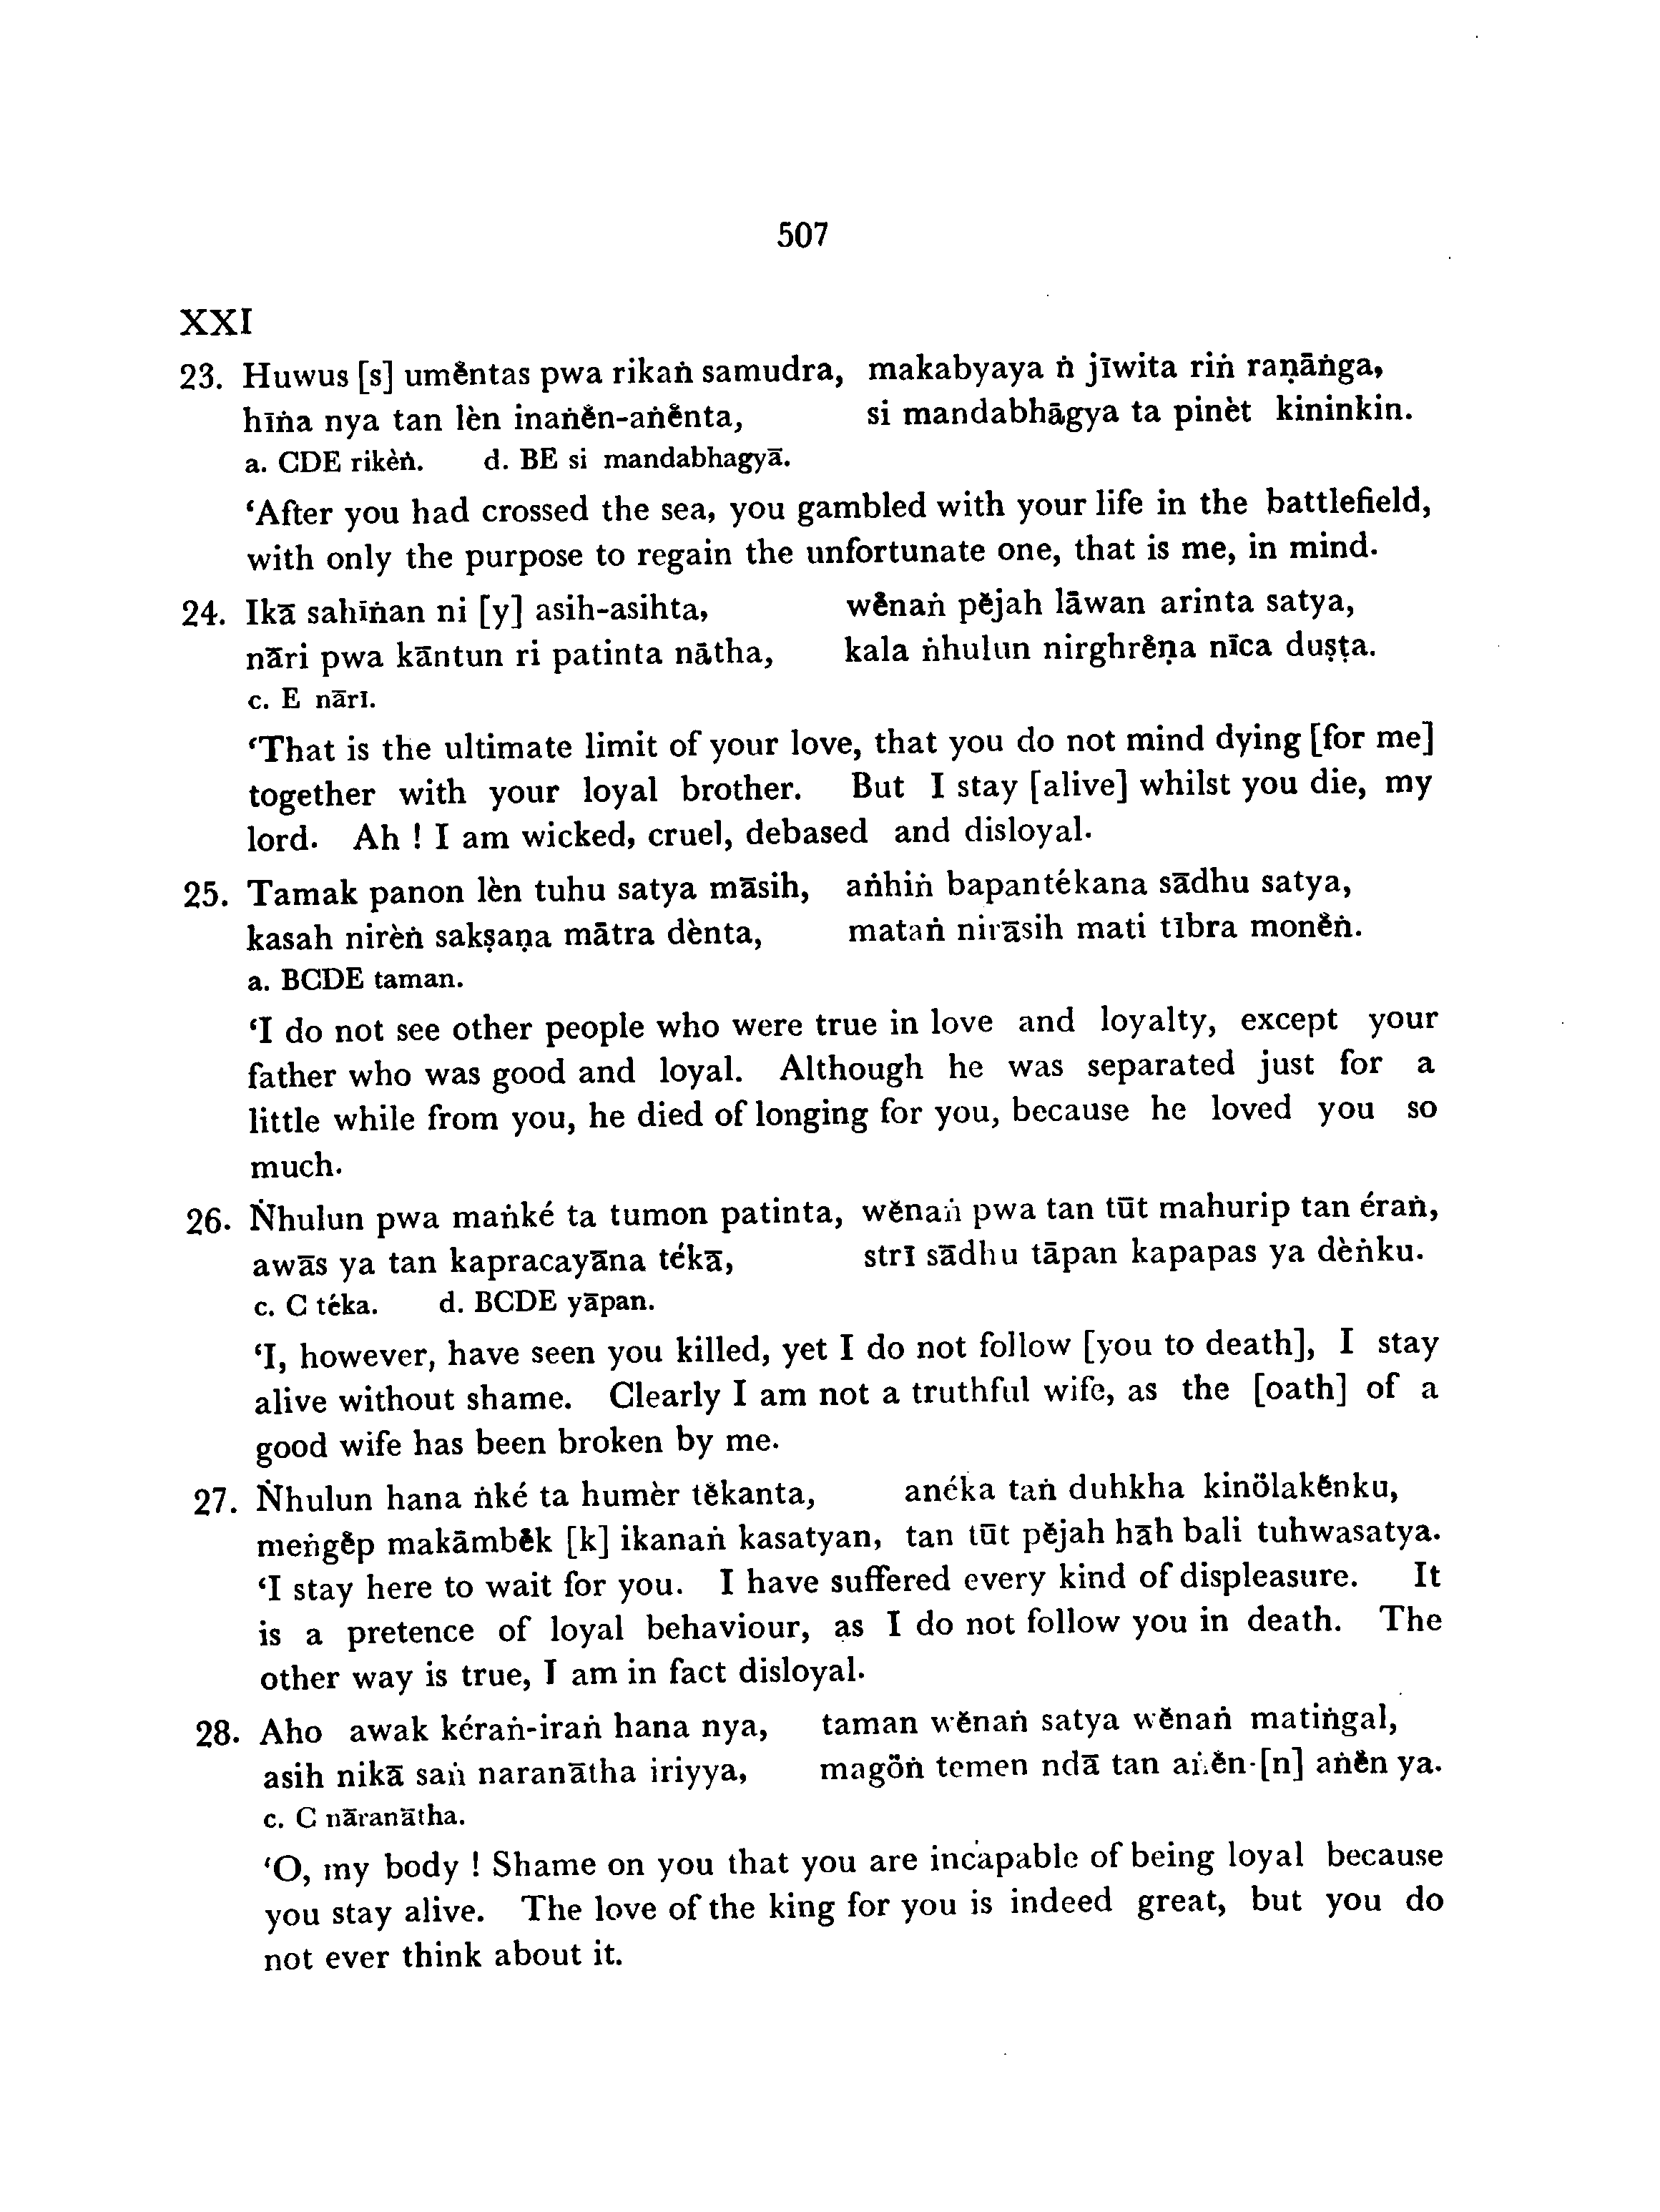 507
XXI
23. Huwus [s] umĕntas pwa rikaṅ samudra, makabyaya ṅ jīwita riṅ raṇāṅga,
hīṅa nya tan lèn inaṅĕn-aṅĕnta, si mandabhāgya ta pinèt kininkin.
a. CDE rikèṅ. d. BE si mandabhagyā.
‘After you had crossed the sea, you gambled with your life in the battlefield,
with only the purpose to regain the unfortunate one, that is me, in mind.
24. Ikā sahīṅan ni [y] asih-asihta, wĕnaṅ pĕjah lāwan arinta satya,
nāri pwa kāntun ri patinta nātha, kala ṅhulun nirghrĕṇa nīca duṣṭa.
c. E nārī.
‘That is the ultimate limit of your love, that you do not mind dying [for me]
together with your loyal brother. But I stay [alive] whilst you die, my
lord. Ah ! I am wicked, cruel, debased and disloyal.
25. Tamak panon lèn tuhu satya māsih, aṅhiṅ bapantékana sādhu satya,
kasah nirèṅ sakṣaṇa mātra dènta, mataṅ nirāsih mati tībra monĕṅ.
a. BCDE taman.
‘I do not see other people who were true in love and loyalty, except your
father who was good and loyal. Although he was separated just for a
little while from you, he died of longing for you, because he loved you so
much.
26. Ṅhulun pwa maṅké ta tumon patinta, wĕnaṅ pwa tan tūt mahurip tan éraṅ,
awās ya tan kapracayāna tékā, strī sādhu tāpan kapapas ya dèṅku.
c. C téka. d. BCDE yāpan.
‘I, however, have seen you killed, yet I do not follow [you to death], I stay
alive without shame. Clearly I am not a truthful wife, as the [oath] of a
good wife has been broken by me.
27. Ṅhulun hana ṅké ta humèr tĕkanta, anéka taṅ duhkha kinölakĕnku,
meṅgĕp makāmbĕk [k] ikanaṅ kasatyan, tan tūt pĕjah hāh bali tuhwasatya.
‘I stay here to wait for you. I have suffered every kind of displeasure. It
is a pretence of loyal behaviour, as I do not follow you in death. The
other way is true, I am in fact disloyal.
28. Aho awak kéraṅ-iraṅ hana nya, taman wĕnaṅ satya wĕnaṅ matiṅgal,
asih nikā saṅ naranātha iriyya, magöṅ temen ndā tan aṅĕn-[n] aṅĕn ya.
c. C nāranātha.
‘O, my body ! Shame on you that you are incapable of being loyal because
you stay alive. The love of the king for you is indeed great, but you do
not ever think about it.